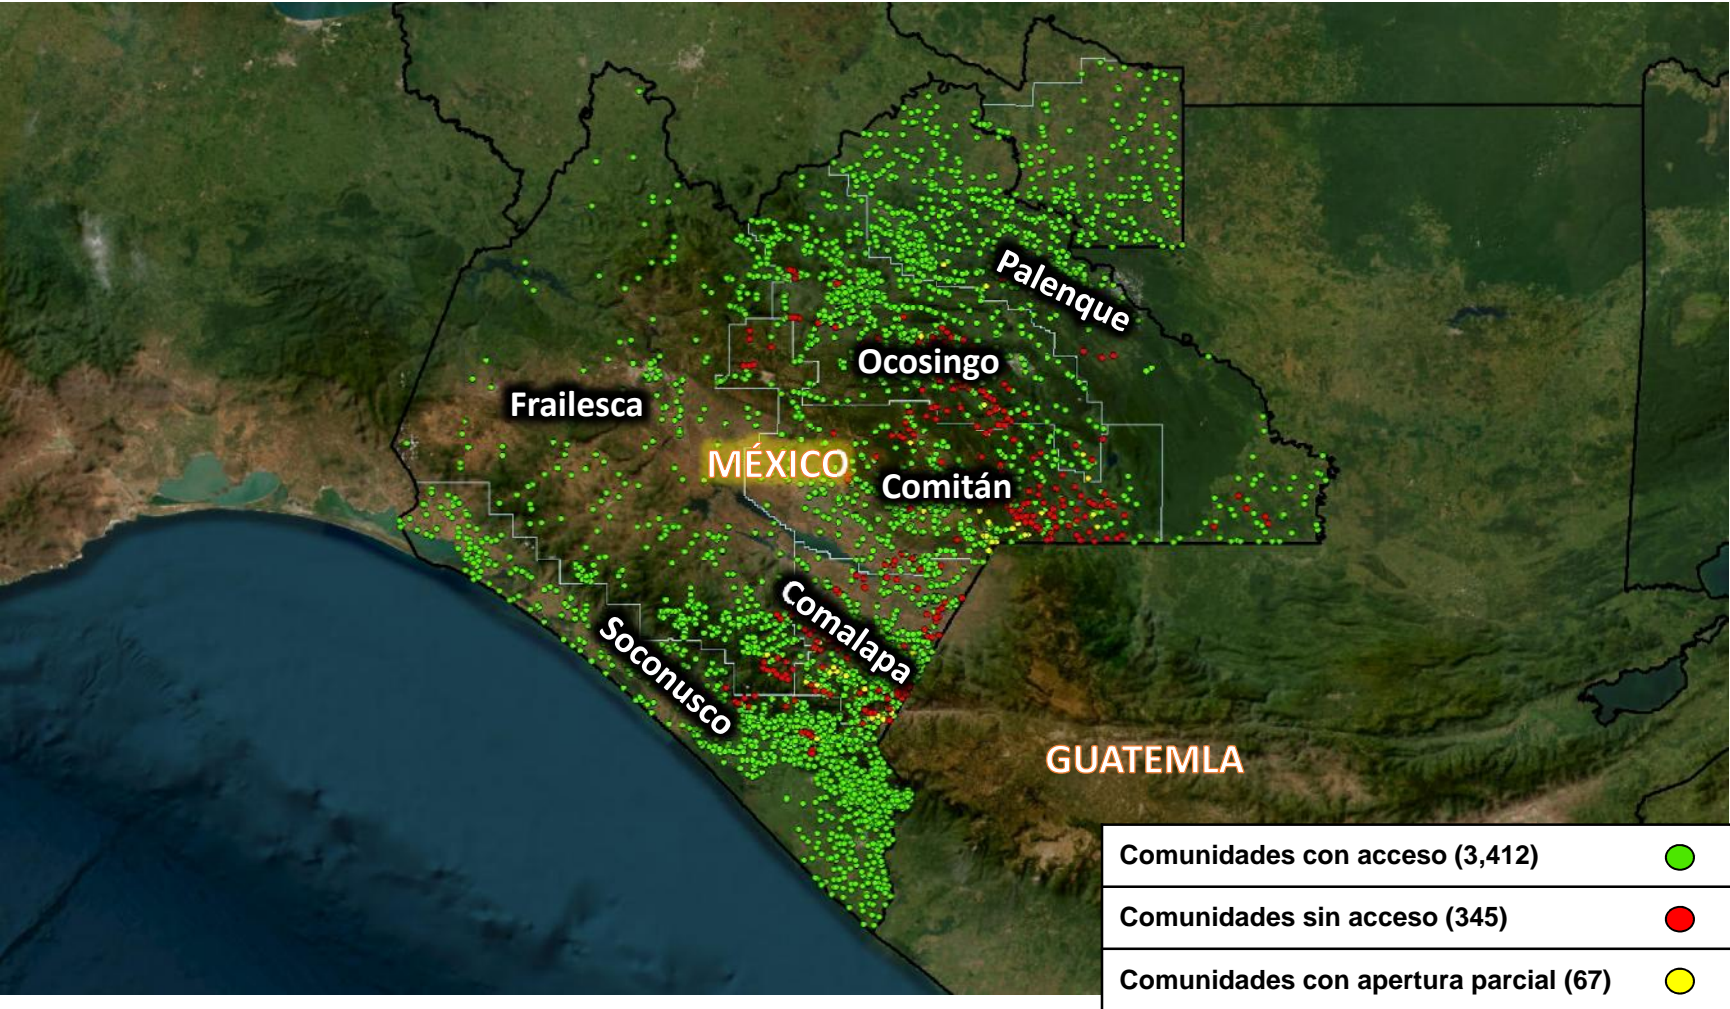 Palenque
Ocosingo
Frailesca
MÉXICO
Comitán
Comalapa
Soconusco
GUATEMLA
Comunidades con acceso (3,412)
Comunidades sin acceso (345)
Comunidades con apertura parcial (67)